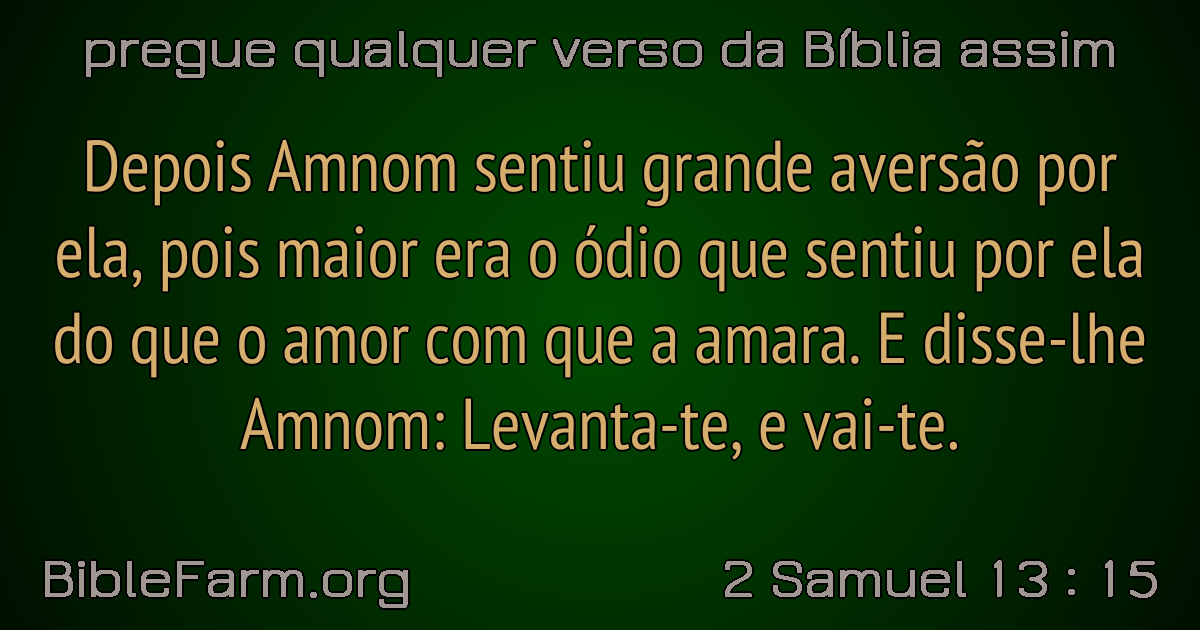 pregue qualquer verso da Bíblia assim
Depois Amnom sentiu grande aversão por
ela, pois maior era o ódio que sentiu por ela
do que o amor com que a amara. E disse-lhe
Amnom: Levanta-te, e vai-te.
BibleFarm.org
2 Samuel 13 : 15